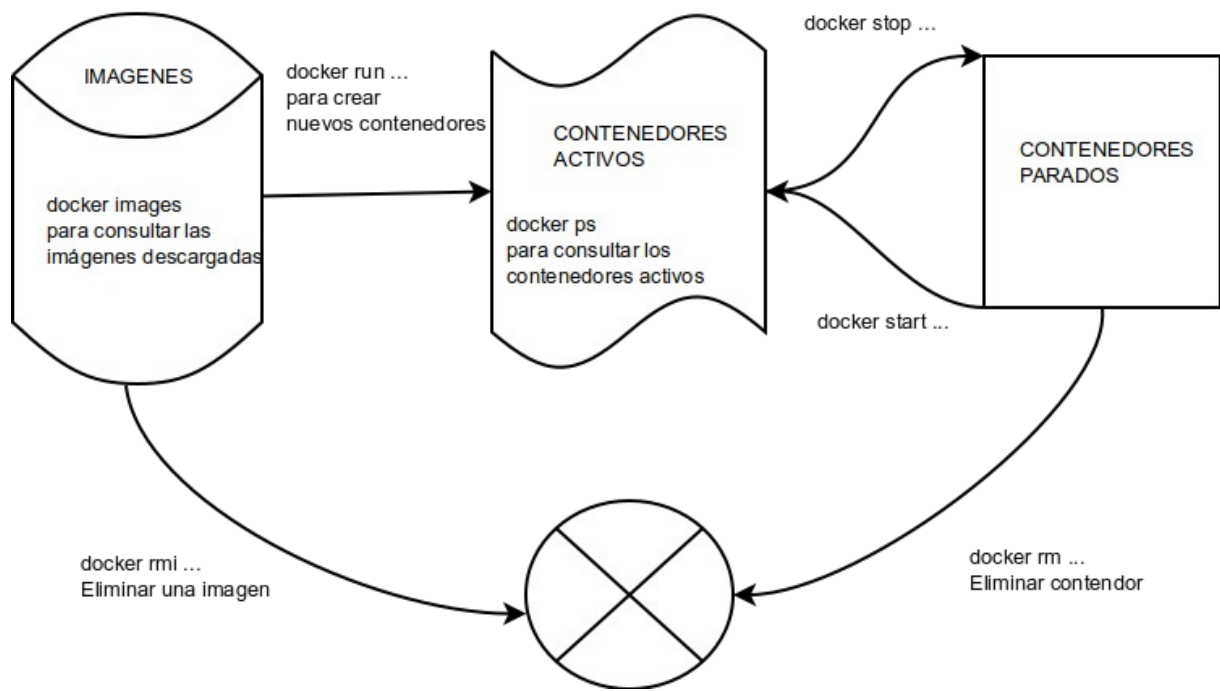 IMAGENES
docker images
para consultar las
imágenes descargadas
docker run ...
para crear
nuevos contenedores
CONTENEDORES
ACTIVOS
docker ps
para consultar los
contenedores activos
docker stop ...
CONTENEDORES
PARADOS
docker start ...
docker rmi ...
Eliminar una imagen
docker rm ...
Eliminar contendor